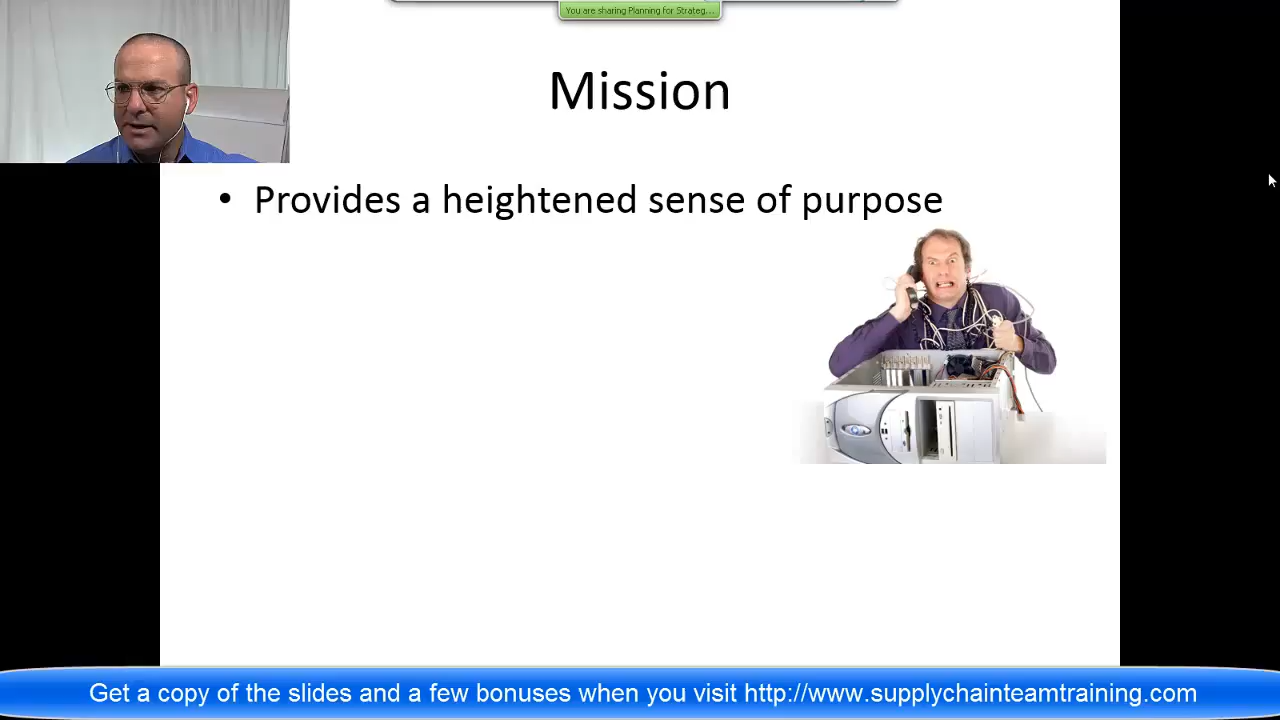 You are sharing Planning for Strateg...
Mission
• Provides a heightened sense of purpose
Get a copy of the slides and a few bonuses when you visit http://www.supplychainteamtraining.com